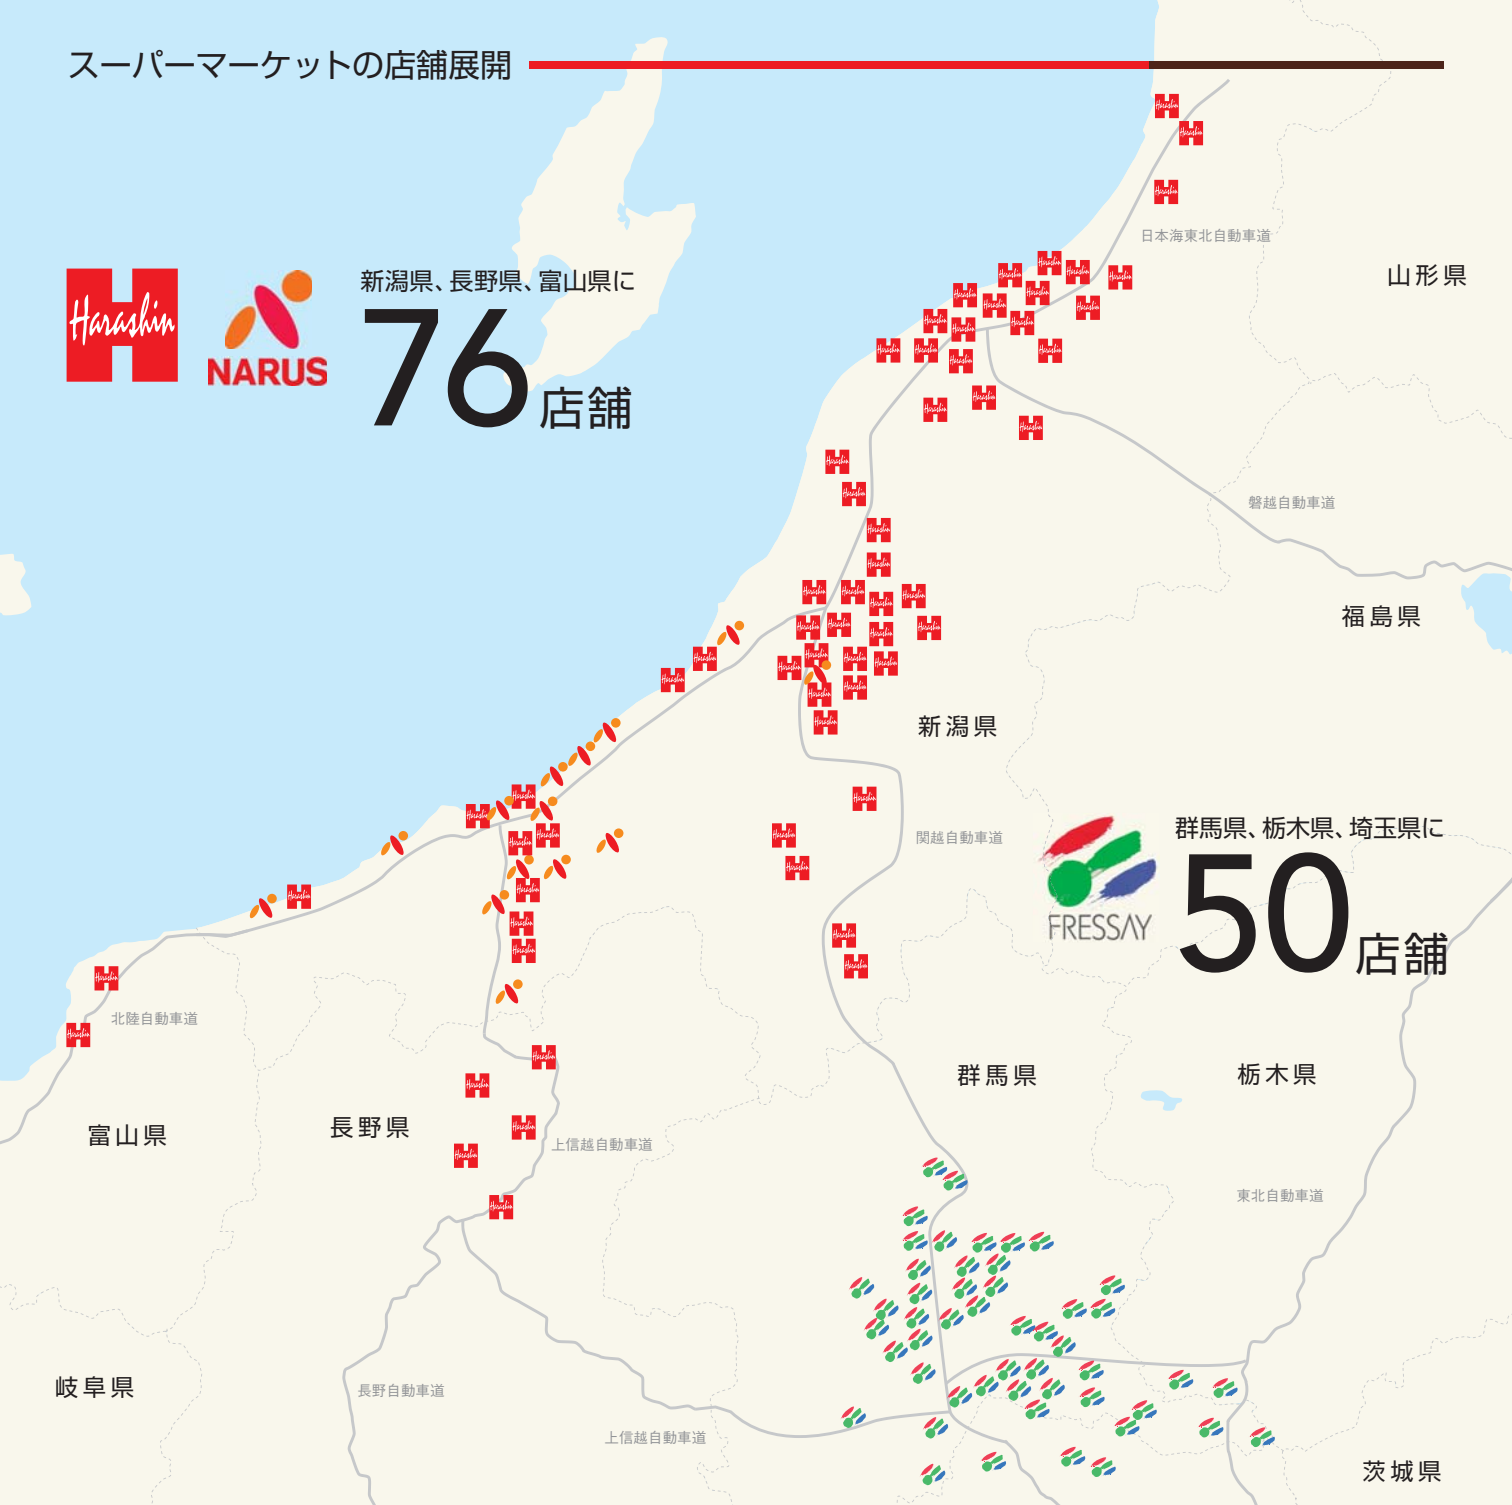 スーパーマーケットの店舗展開
Harashin
NARUS
新潟県、長野県、富山県に
76店舗
日本海東北自動車道
山形県
磐越自動車道
福島県
新潟県
関越自動車道
FRESSAY
群馬県、栃木県、埼玉県に
50店舗
北陸自動車道
富山県
長野県
上信越自動車道
群馬県
栃木県
東北自動車道
岐阜県
長野自動車道
上信越自動車道
茨城県